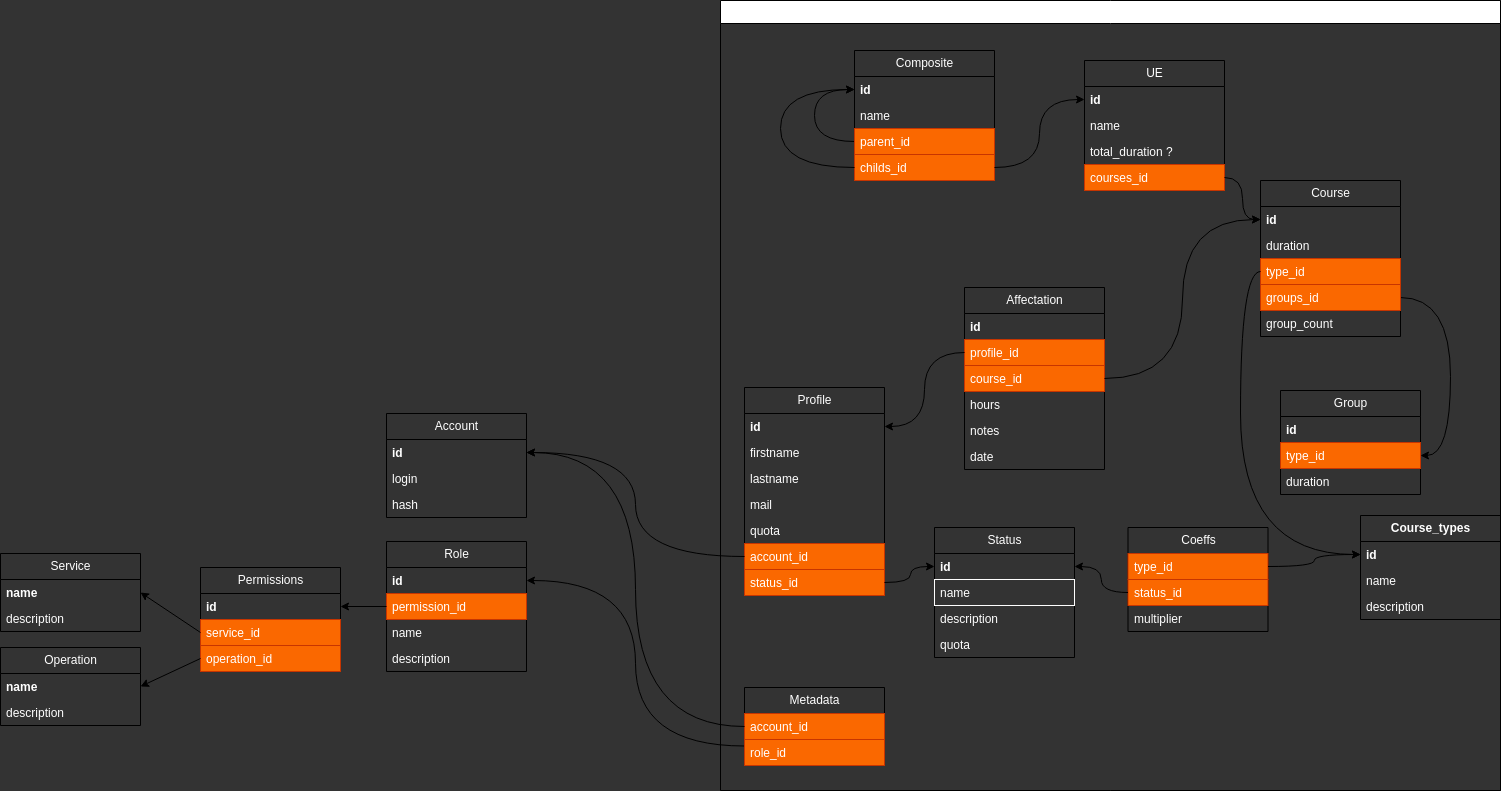 Composite
id
name
parent_id
childs_id
UE
id
name
total_duration ?
courses_id
Course
id
duration
type_id
groups_id
group_count
Affectation
id
profile_id
course_id
hours
notes
date
Profile
id
firstname
lastname
mail
quota
account_id
status_id
Group
id
type_id
duration
Account
id
login
hash
Role
id
permission_id
name
description
Service
name
description
Permissions
id
service_id
operation_id
Operation
name
description
Status
id
name
description
quota
Coeffs
type_id
status_id
multiplier
Course_types
id
name
description
Metadata
account_id
role_id